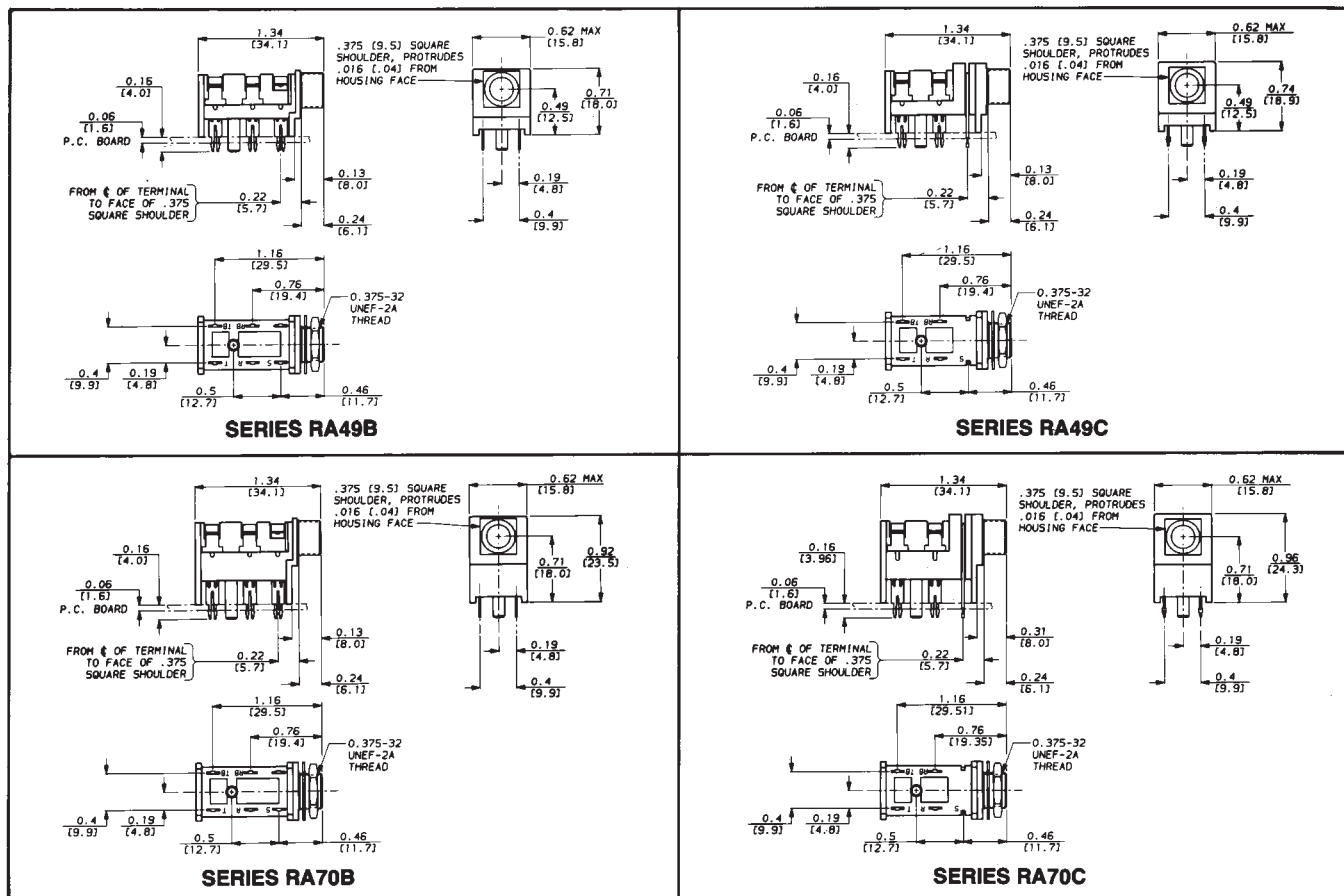 1.34
[34.1]
.375 [9.5] SQUARE
SHOULDER, PROTRUDES
.016 [.04] FROM
HOUSING FACE
0.62 MAX
[15.8]
0.16
[4.0]
0.06
[1.6]
P.C. BOARD
0.71
[18.0]
0.49
[12.5]
FROM ℄ OF TERMINAL
TO FACE OF .375
SQUARE SHOULDER
0.22
[5.7]
0.13
[8.0]
0.24
[6.1]
0.19
[4.8]
0.4
[9.9]
1.16
[29.5]
0.76
[19.4]
0.375-32
UNEF-2A
THREAD
TB RB
T R S
0.4
[9.9]
0.19
[4.8]
0.5
[12.7]
0.46
[11.7]
SERIES RA49B
1.34
[34.1]
.375 [9.5] SQUARE
SHOULDER, PROTRUDES
.016 [.04] FROM
HOUSING FACE
0.62 MAX
[15.8]
0.16
[4.0]
0.06
[1.6]
P.C. BOARD
0.74
[18.9]
0.49
[12.5]
FROM ℄ OF TERMINAL
TO FACE OF .375
SQUARE SHOULDER
0.22
[5.7]
0.13
[8.0]
0.24
[6.1]
0.19
[4.8]
0.4
[9.9]
1.16
[29.5]
0.76
[19.4]
0.375-32
UNEF-2A
THREAD
TB RB
T R S
0.4
[9.9]
0.19
[4.8]
0.5
[12.7]
0.46
[11.7]
SERIES RA49C
1.34
[34.1]
.375 [9.5] SQUARE
SHOULDER, PROTRUDES
.016 [.04] FROM
HOUSING FACE
0.62 MAX
[15.8]
0.16
[4.0]
0.06
[1.6]
P.C. BOARD
0.92
[23.5]
0.71
[18.0]
FROM ℄ OF TERMINAL
TO FACE OF .375
SQUARE SHOULDER
0.22
[5.7]
0.13
[8.0]
0.24
[6.1]
0.19
[4.8]
0.4
[9.9]
1.16
[29.5]
0.76
[19.4]
0.375-32
UNEF-2A
THREAD
TB RB
T R S
0.4
[9.9]
0.19
[4.8]
0.5
[12.7]
0.46
[11.7]
SERIES RA70B
1.34
[34.1]
.375 [9.5] SQUARE
SHOULDER, PROTRUDES
.016 [.04] FROM
HOUSING FACE
0.62 MAX
[15.8]
0.16
[3.96]
0.06
[1.6]
P.C. BOARD
0.96
[24.3]
0.71
[18.0]
FROM ℄ OF TERMINAL
TO FACE OF .375
SQUARE SHOULDER
0.22
[5.7]
0.31
[8.0]
0.24
[6.1]
0.19
[4.8]
0.4
[9.9]
1.16
[29.51]
0.76
[19.35]
0.375-32
UNEF-2A
THREAD
TB RB
T R S
0.4
[9.9]
0.19
[4.8]
0.5
[12.7]
0.46
[11.7]
SERIES RA70C